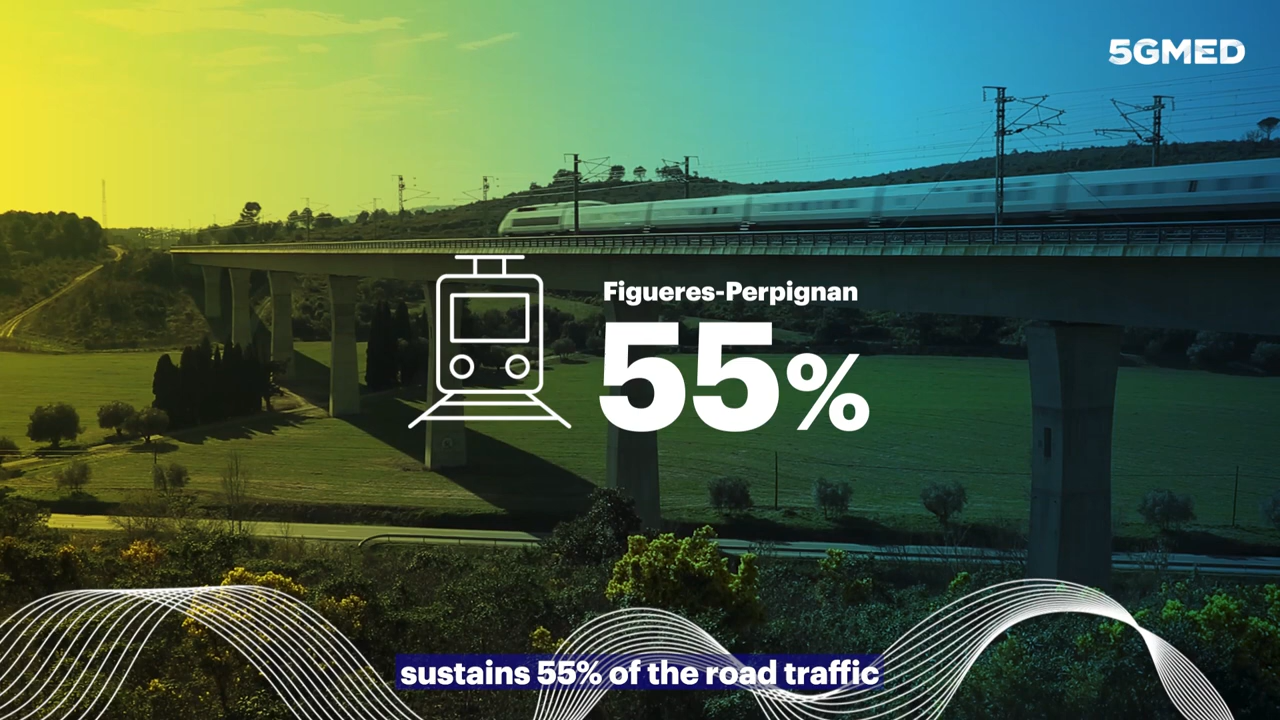 5GMED
Figueres-Perpignan
55%
sustains 55% of the road traffic